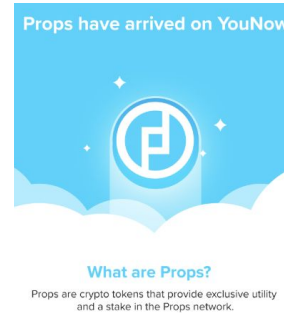 Props have arrived on YouNow
What are Props?
Props are crypto tokens that provide exclusive utility
and a stake in the Props network.